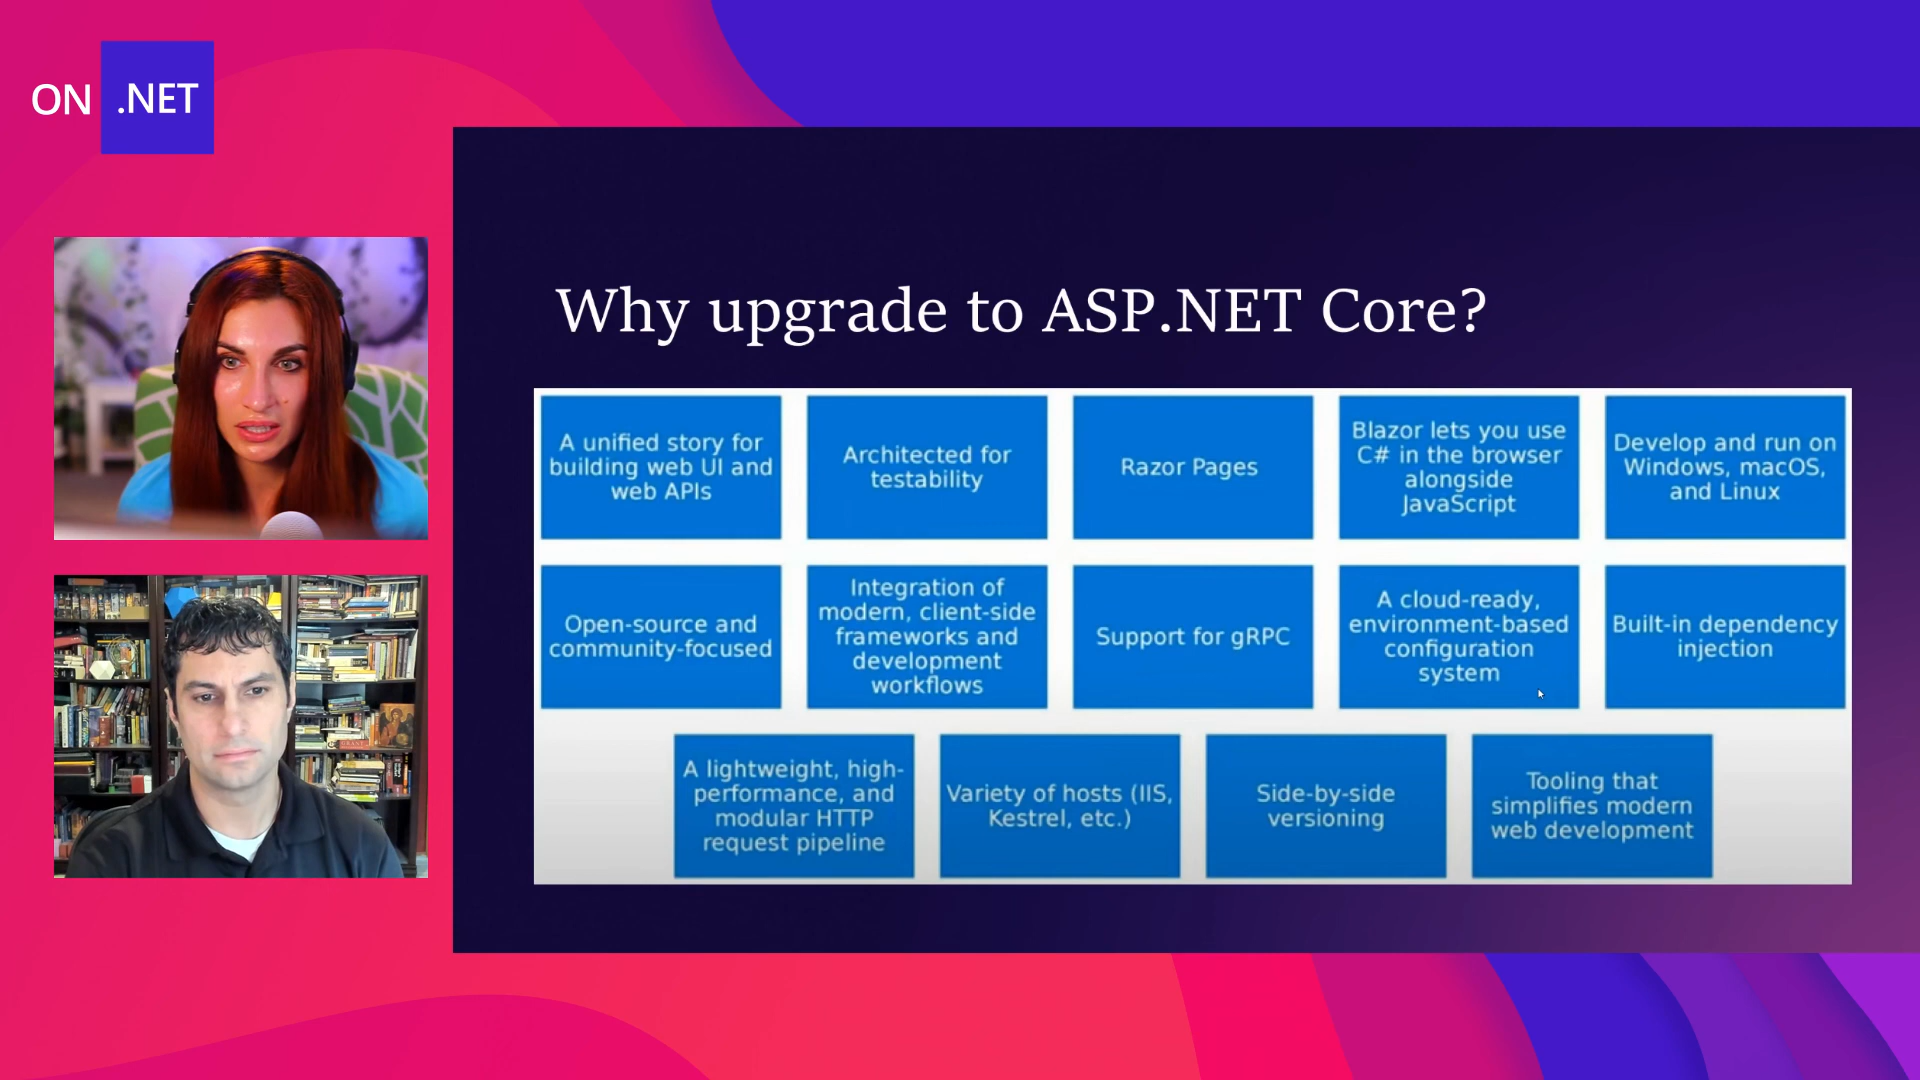 ON .NET
Why upgrade to ASP.NET Core?
A unified story for
building web UI and
web APIs
Architected for
testability
Razor Pages
Blazor lets you use
C# in the browser
alongside
JavaScript
Develop and run on
Windows, macOS,
and Linux
Open-source and
community-focused
Integration of
modern, client-side
frameworks and
development
workflows
Support for gRPC
A cloud-ready,
environment-based
configuration
system
Built-in dependency
injection
A lightweight, high-
performance, and
modular HTTP
request pipeline
Variety of hosts (IIS,
Kestrel, etc.)
Side-by-side
versioning
Tooling that
simplifies modern
web development